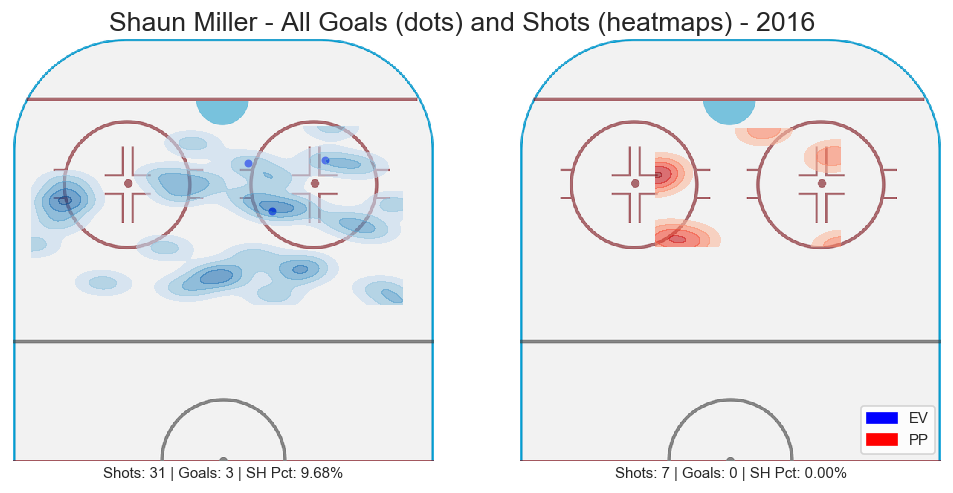 Shaun Miller - All Goals (dots) and Shots (heatmaps) - 2016
EV
PP
Shots: 31 | Goals: 3 | SH Pct: 9.68%
Shots: 7 | Goals: 0 | SH Pct: 0.00%